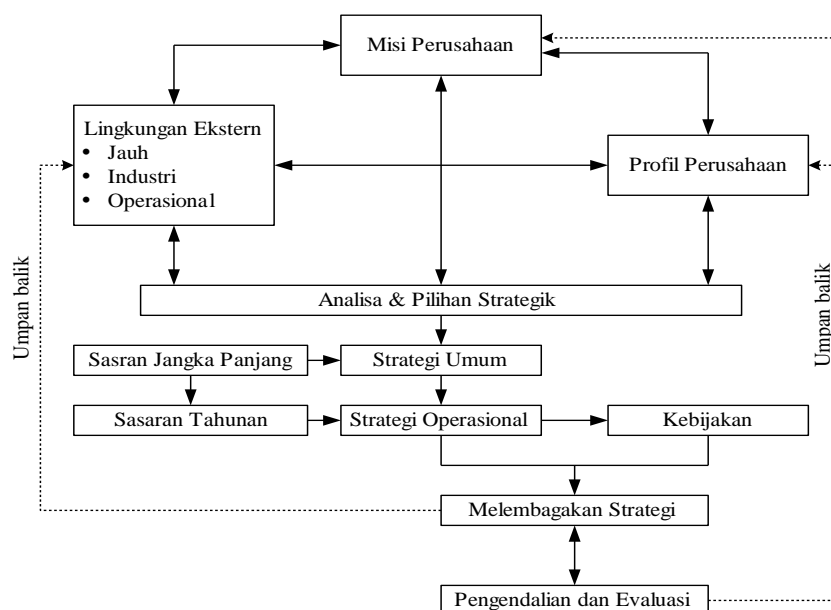 Misi Perusahaan
Lingkungan Ekstern
• Jauh
• Industri
• Operasional
Profil Perusahaan
Analisa & Pilihan Strategik
Umpan balik
Umpan balik
Sasran Jangka Panjang
Strategi Umum
Sasaran Tahunan
Strategi Operasional
Kebijakan
Melembagakan Strategi
Pengendalian dan Evaluasi